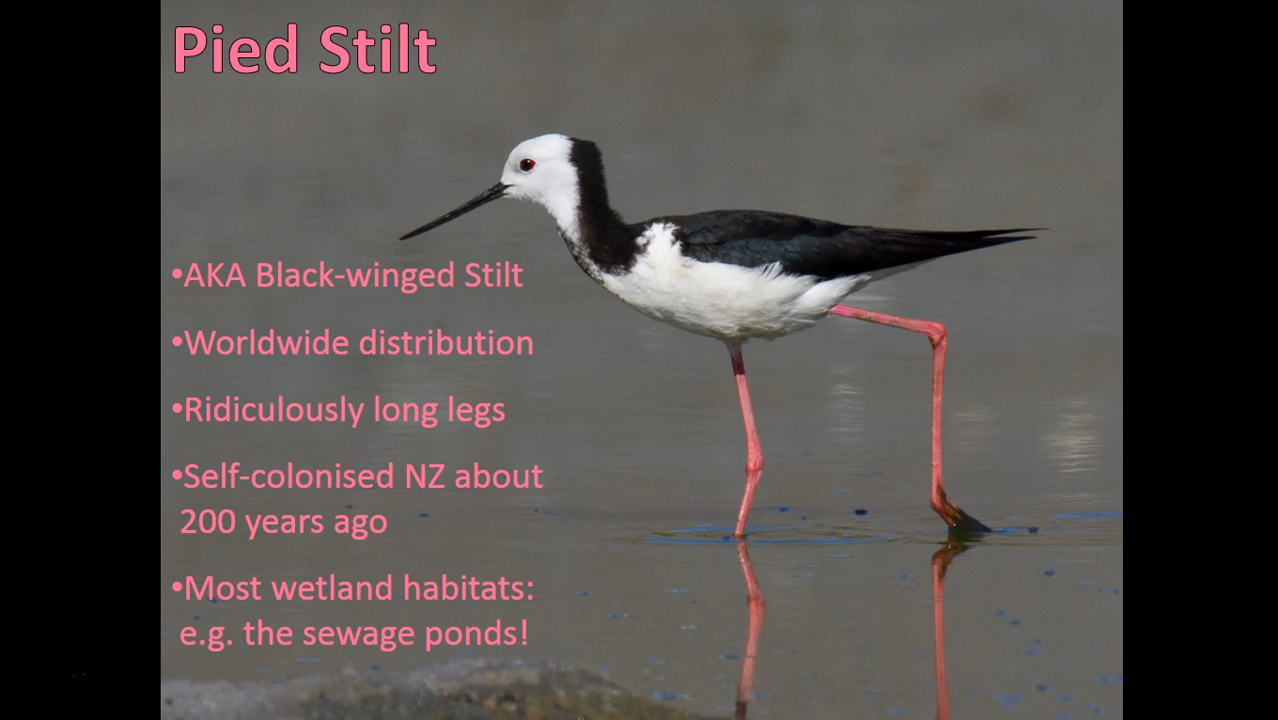 Pied Stilt
•AKA Black-winged Stilt
•Worldwide distribution
•Ridiculously long legs
•Self-colonised NZ about
200 years ago
•Most wetland habitats:
e.g. the sewage ponds!